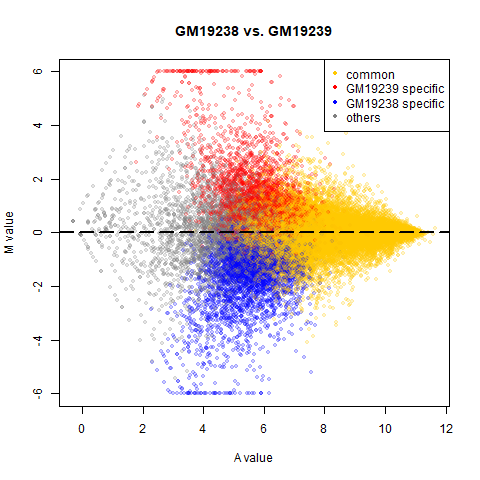 GM19238 vs. GM19239
common
GM19239 specific
GM19238 specific
others
6
4
2
0
-2
-4
-6
M value
0 2 4 6 8 10 12
A value